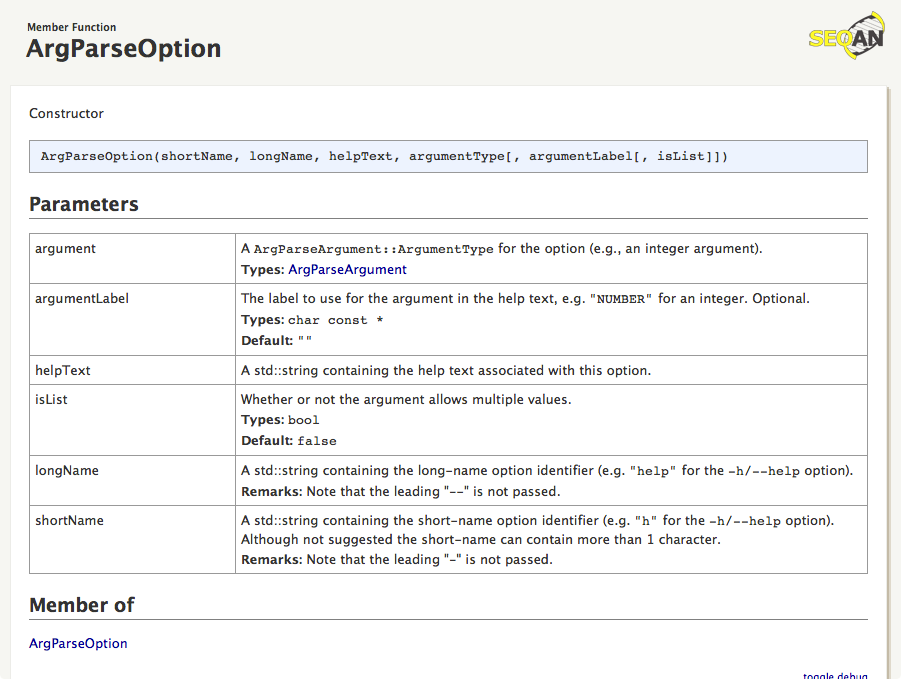 Member Function
ArgParseOption
SEQAN
Constructor
ArgParseOption(shortName, longName, helpText, argumentType[, argumentLabel[, isList]])
Parameters
argument
A ArgParseArgument::ArgumentType for the option (e.g., an integer argument).
Types: ArgParseArgument
argumentLabel
The label to use for the argument in the help text, e.g. "NUMBER" for an integer. Optional.
Types: char const *
Default: ""
helpText
A std::string containing the help text associated with this option.
isList
Whether or not the argument allows multiple values.
Types: bool
Default: false
longName
A std::string containing the long-name option identifier (e.g. "help" for the -h/--help option).
Remarks: Note that the leading "--" is not passed.
shortName
A std::string containing the short-name option identifier (e.g. "h" for the -h/--help option).
Although not suggested the short-name can contain more than 1 character.
Remarks: Note that the leading "-" is not passed.
Member of
ArgParseOption
toggle debug